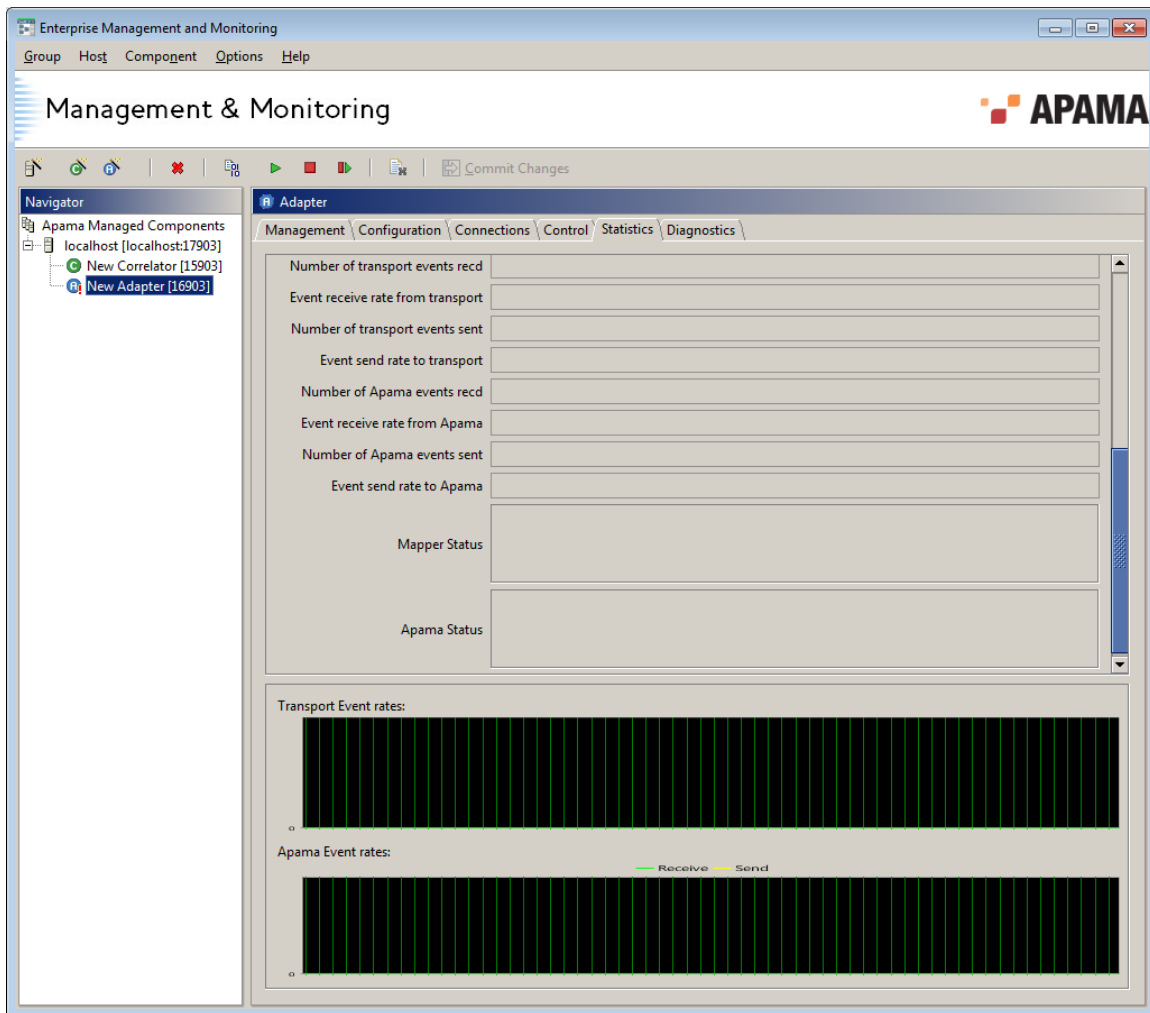 Enterprise Management and Monitoring
Group Host Component Options Help
Management & Monitoring
APAMA
Commit Changes
Navigator
Apama Managed Components
localhost [localhost:17903]
New Correlator [15903]
New Adapter [16903]
Adapter
Management Configuration Connections Control Statistics Diagnostics
Number of transport events recd
Event receive rate from transport
Number of transport events sent
Event send rate to transport
Number of Apama events recd
Event receive rate from Apama
Number of Apama events sent
Event send rate to Apama
Mapper Status
Apama Status
Transport Event rates:
0
Apama Event rates:
Receive Send
0